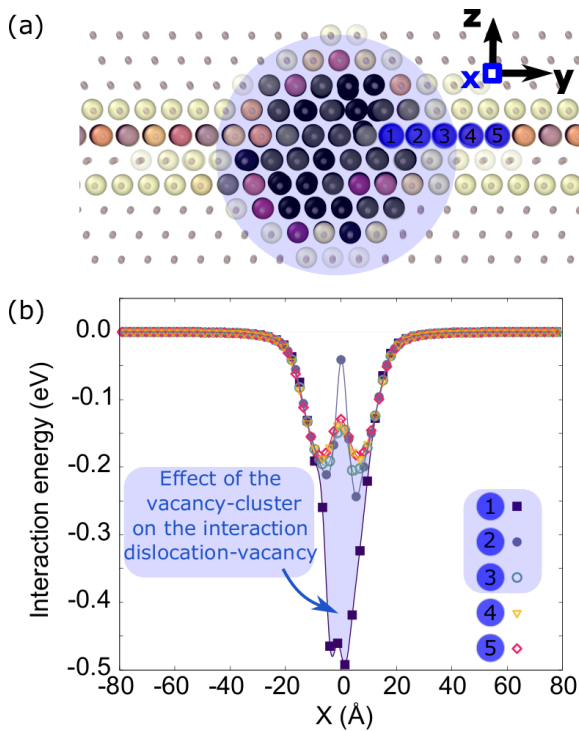 (a)
z
x
y
1 2 3 4 5
(b)
0.0
-0.1
-0.2
-0.3
-0.4
-0.5
Interaction energy (eV)
Effect of the
vacancy-cluster
on the interaction
dislocation-vacancy
1
2
3
4
5
-80 -60 -40 -20 0 20 40 60 80
X (Å)